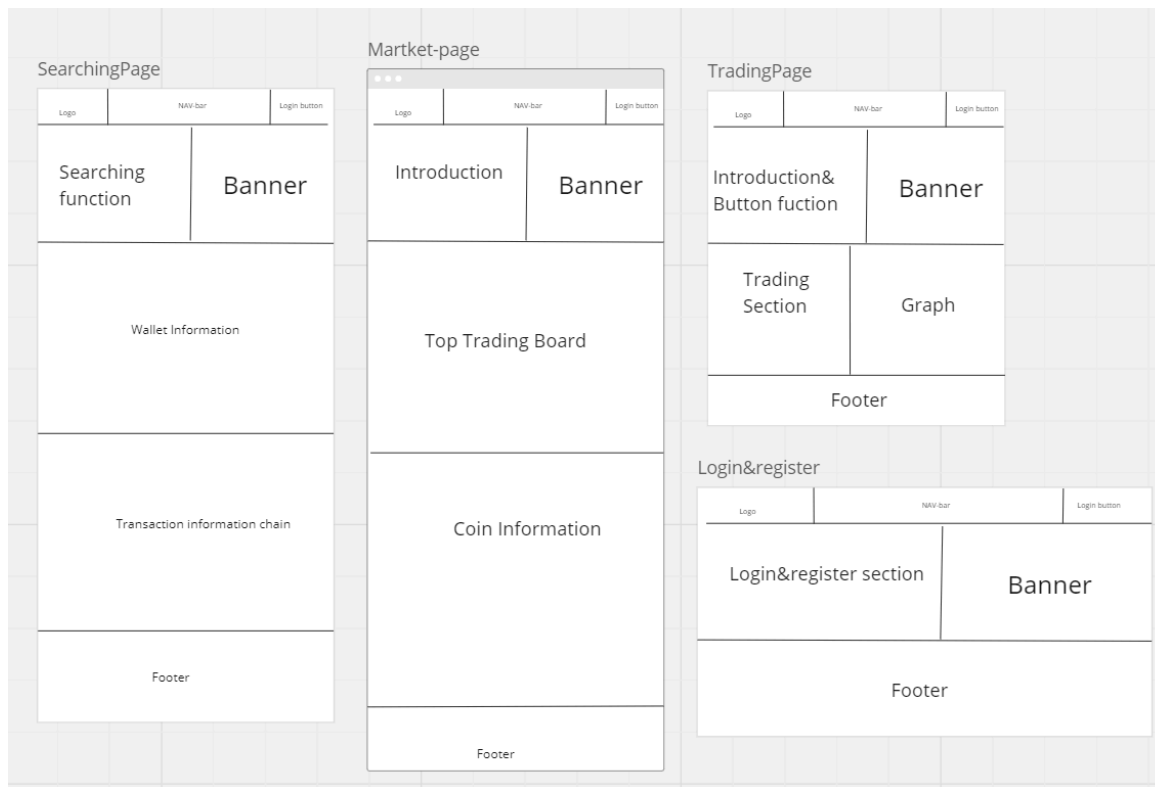 SearchingPage
Logo
NAV-bar
Login button
Searching
function
Banner
Wallet Information
Transaction information chain
Footer
Martket-page
Logo
NAV-bar
Login button
Introduction
Banner
Top Trading Board
Coin Information
Footer
TradingPage
Logo
NAV-bar
Login button
Introduction&
Button fuction
Banner
Trading
Section
Graph
Footer
Login&register
Logo
NAV-bar
Login button
Login&register section
Banner
Footer